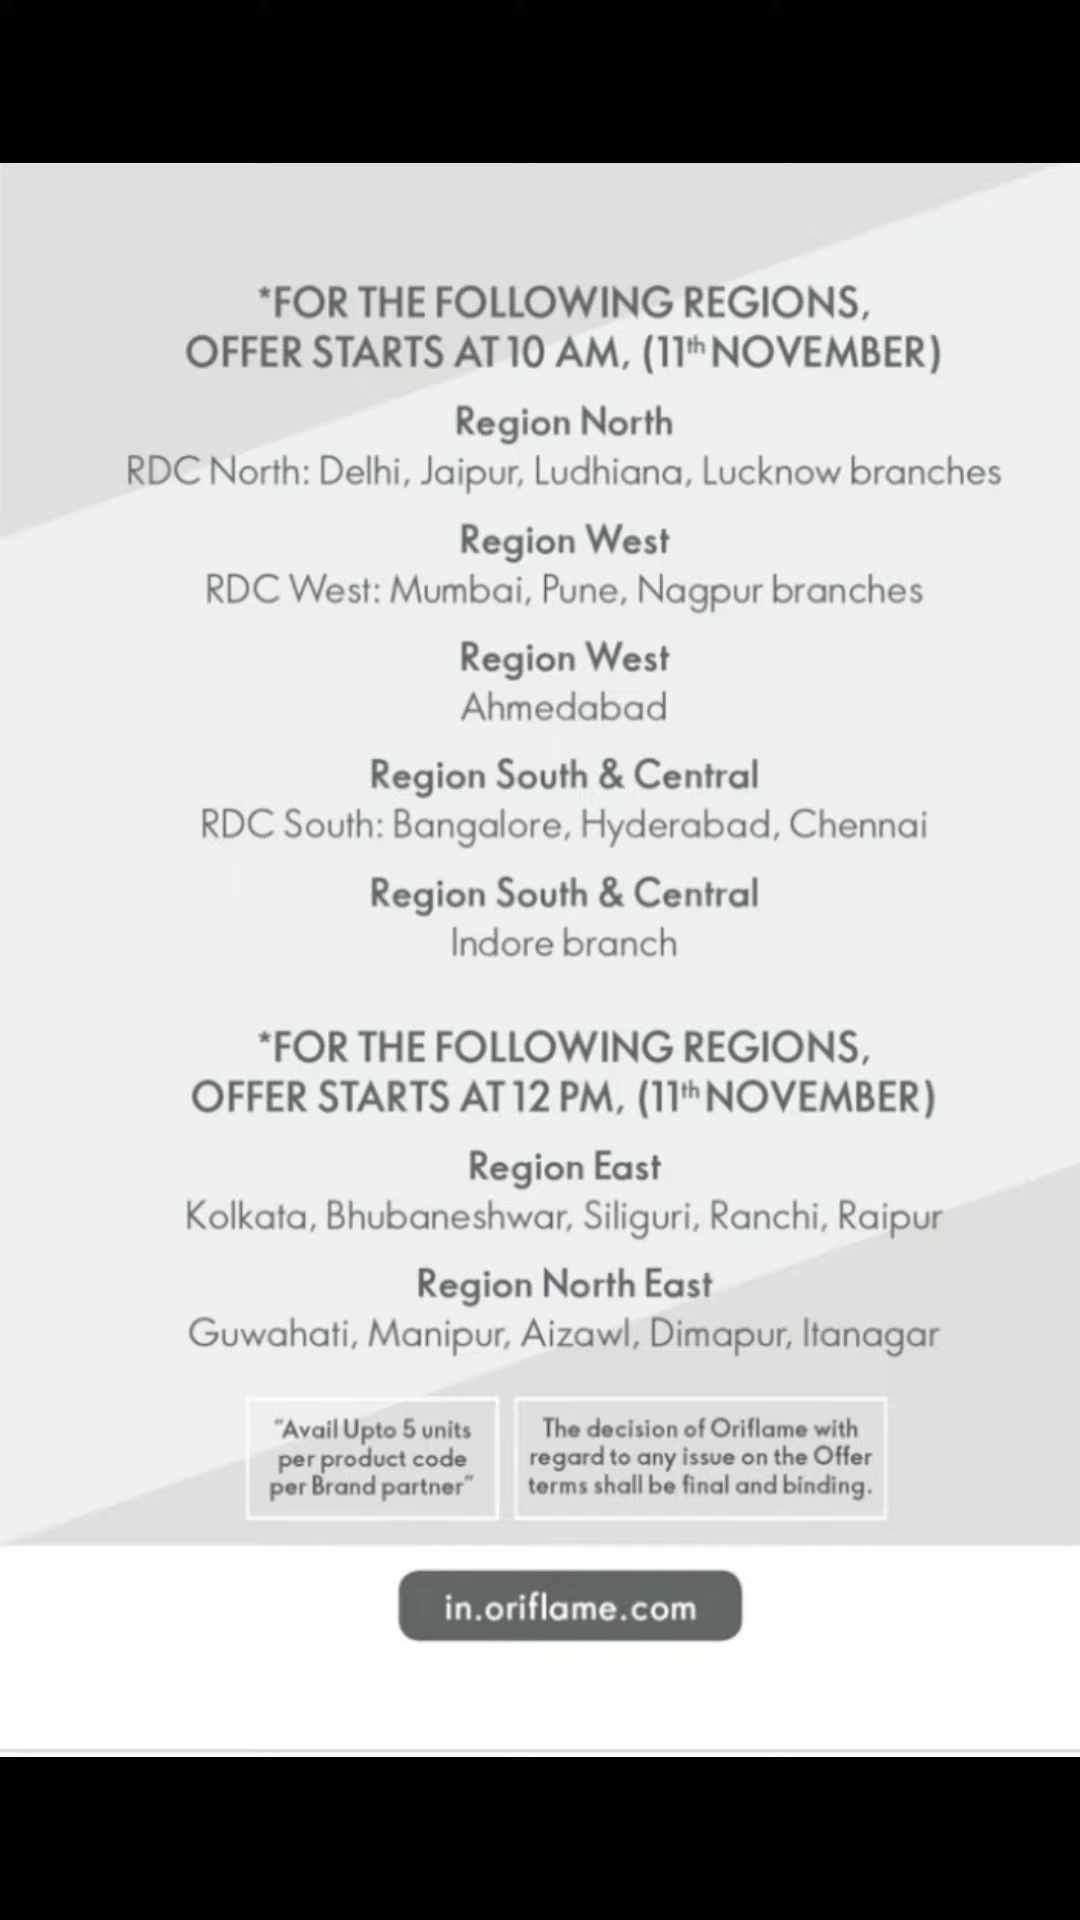 *FOR THE FOLLOWING REGIONS,
OFFER STARTS AT 10 AM, (11th NOVEMBER)
Region North
RDC North: Delhi, Jaipur, Ludhiana, Lucknow branches
Region West
RDC West: Mumbai, Pune, Nagpur branches
Region West
Ahmedabad
Region South & Central
RDC South: Bangalore, Hyderabad, Chennai
Region South & Central
Indore branch
*FOR THE FOLLOWING REGIONS,
OFFER STARTS AT 12 PM, (11th NOVEMBER)
Region East
Kolkata, Bhubaneshwar, Siliguri, Ranchi, Raipur
Region North East
Guwahati, Manipur, Aizawl, Dimapur, Itanagar
"Avail Upto 5 units
per product code
per Brand partner"
The decision of Oriflame with
regard to any issue on the Offer
terms shall be final and binding.
in.oriflame.com